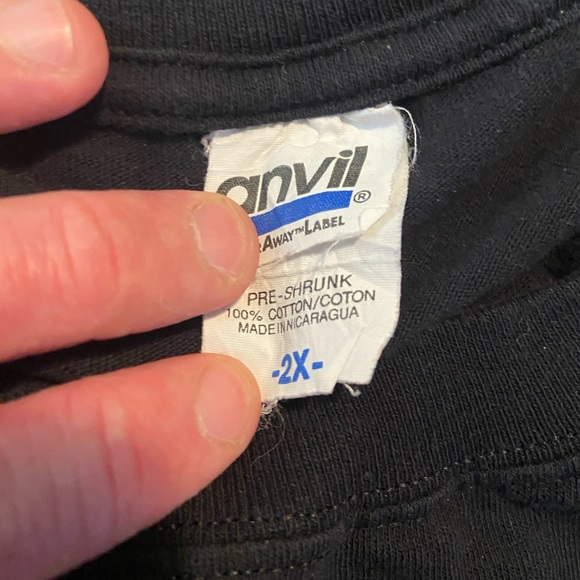 anvil®
AWAY™LABEL
PRE-SHRUNK
100% COTTON/COTON
MADE IN NICARAGUA
-2X-